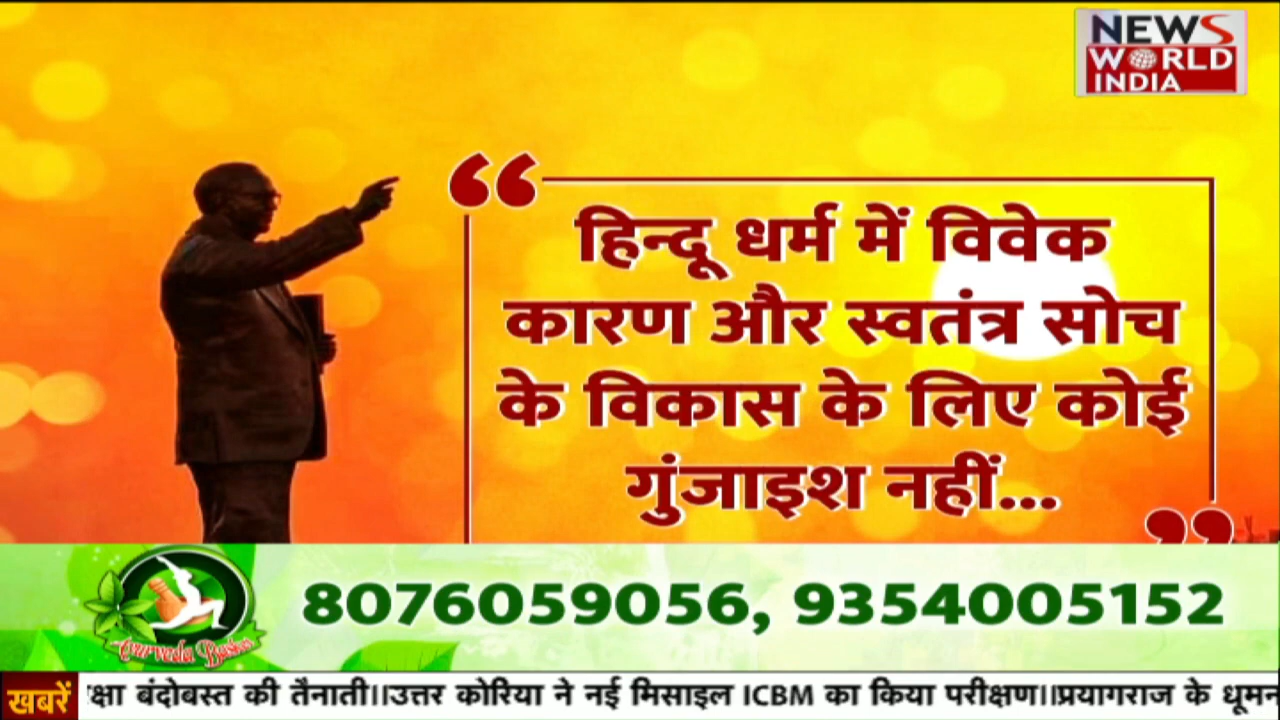 NEWS
WORLD
INDIA
हिन्दू धर्म में विवेक
कारण और स्वतंत्र सोच
के विकास के लिए कोई
गुंजाइश नहीं...
8076059056, 9354005152
खबरें
क्षा बंदोबस्त की तैनाती।।उत्तर कोरिया ने नई मिसाइल ICBM का किया परीक्षण।।प्रयागराज के धूमन